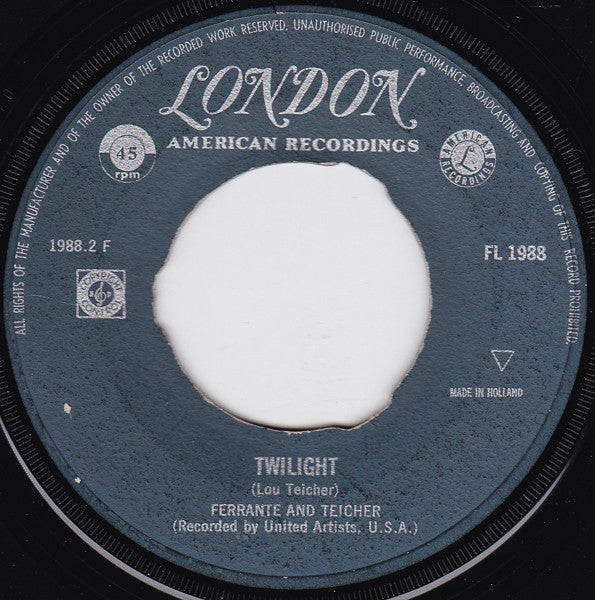 ALL RIGHTS OF THE MANUFACTURER AND OF THE OWNER OF THE RECORDED WORK RESERVED. UNAUTHORISED PUBLIC PERFORMANCE, BROADCASTING AND COPYING OF THIS RECORD PROHIBITED.
LONDON
AMERICAN RECORDINGS
45
rpm
AMERICAN
L
RECORDINGS
1988.2 F
FL 1988
COPYRIGHT
CONTROL
MADE IN HOLLAND
TWILIGHT
(Lou Teicher)
FERRANTE AND TEICHER
(Recorded by United Artists, U.S.A.)